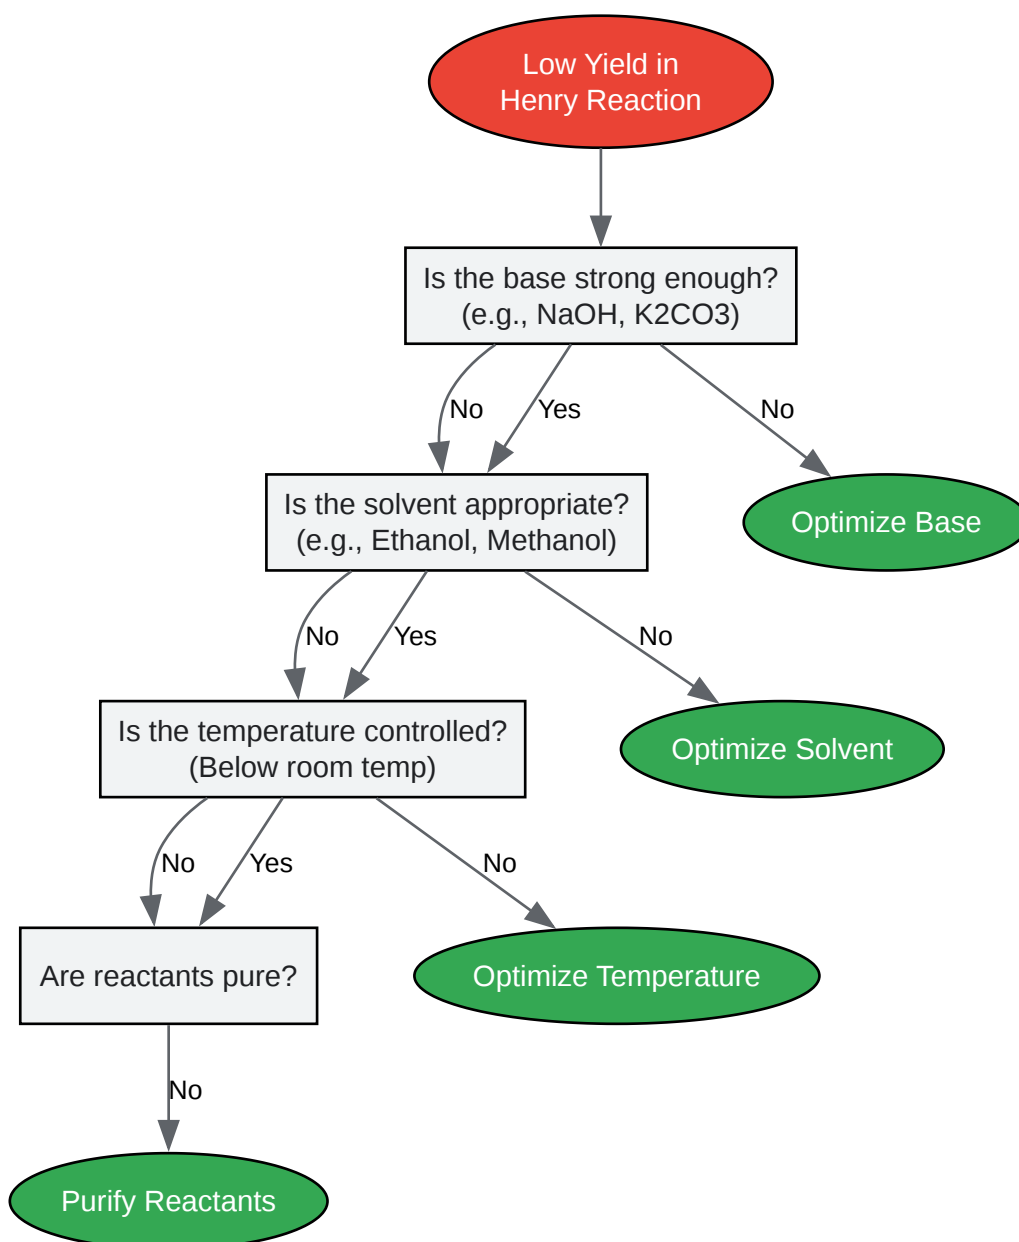 Low Yield in
Henry Reaction
Is the base strong enough?
(e.g., NaOH, K2CO3)
No
Yes
No
Is the solvent appropriate?
(e.g., Ethanol, Methanol)
Optimize Base
No
Yes
No
Is the temperature controlled?
(Below room temp)
Optimize Solvent
No
Yes
No
Are reactants pure?
Optimize Temperature
No
Purify Reactants